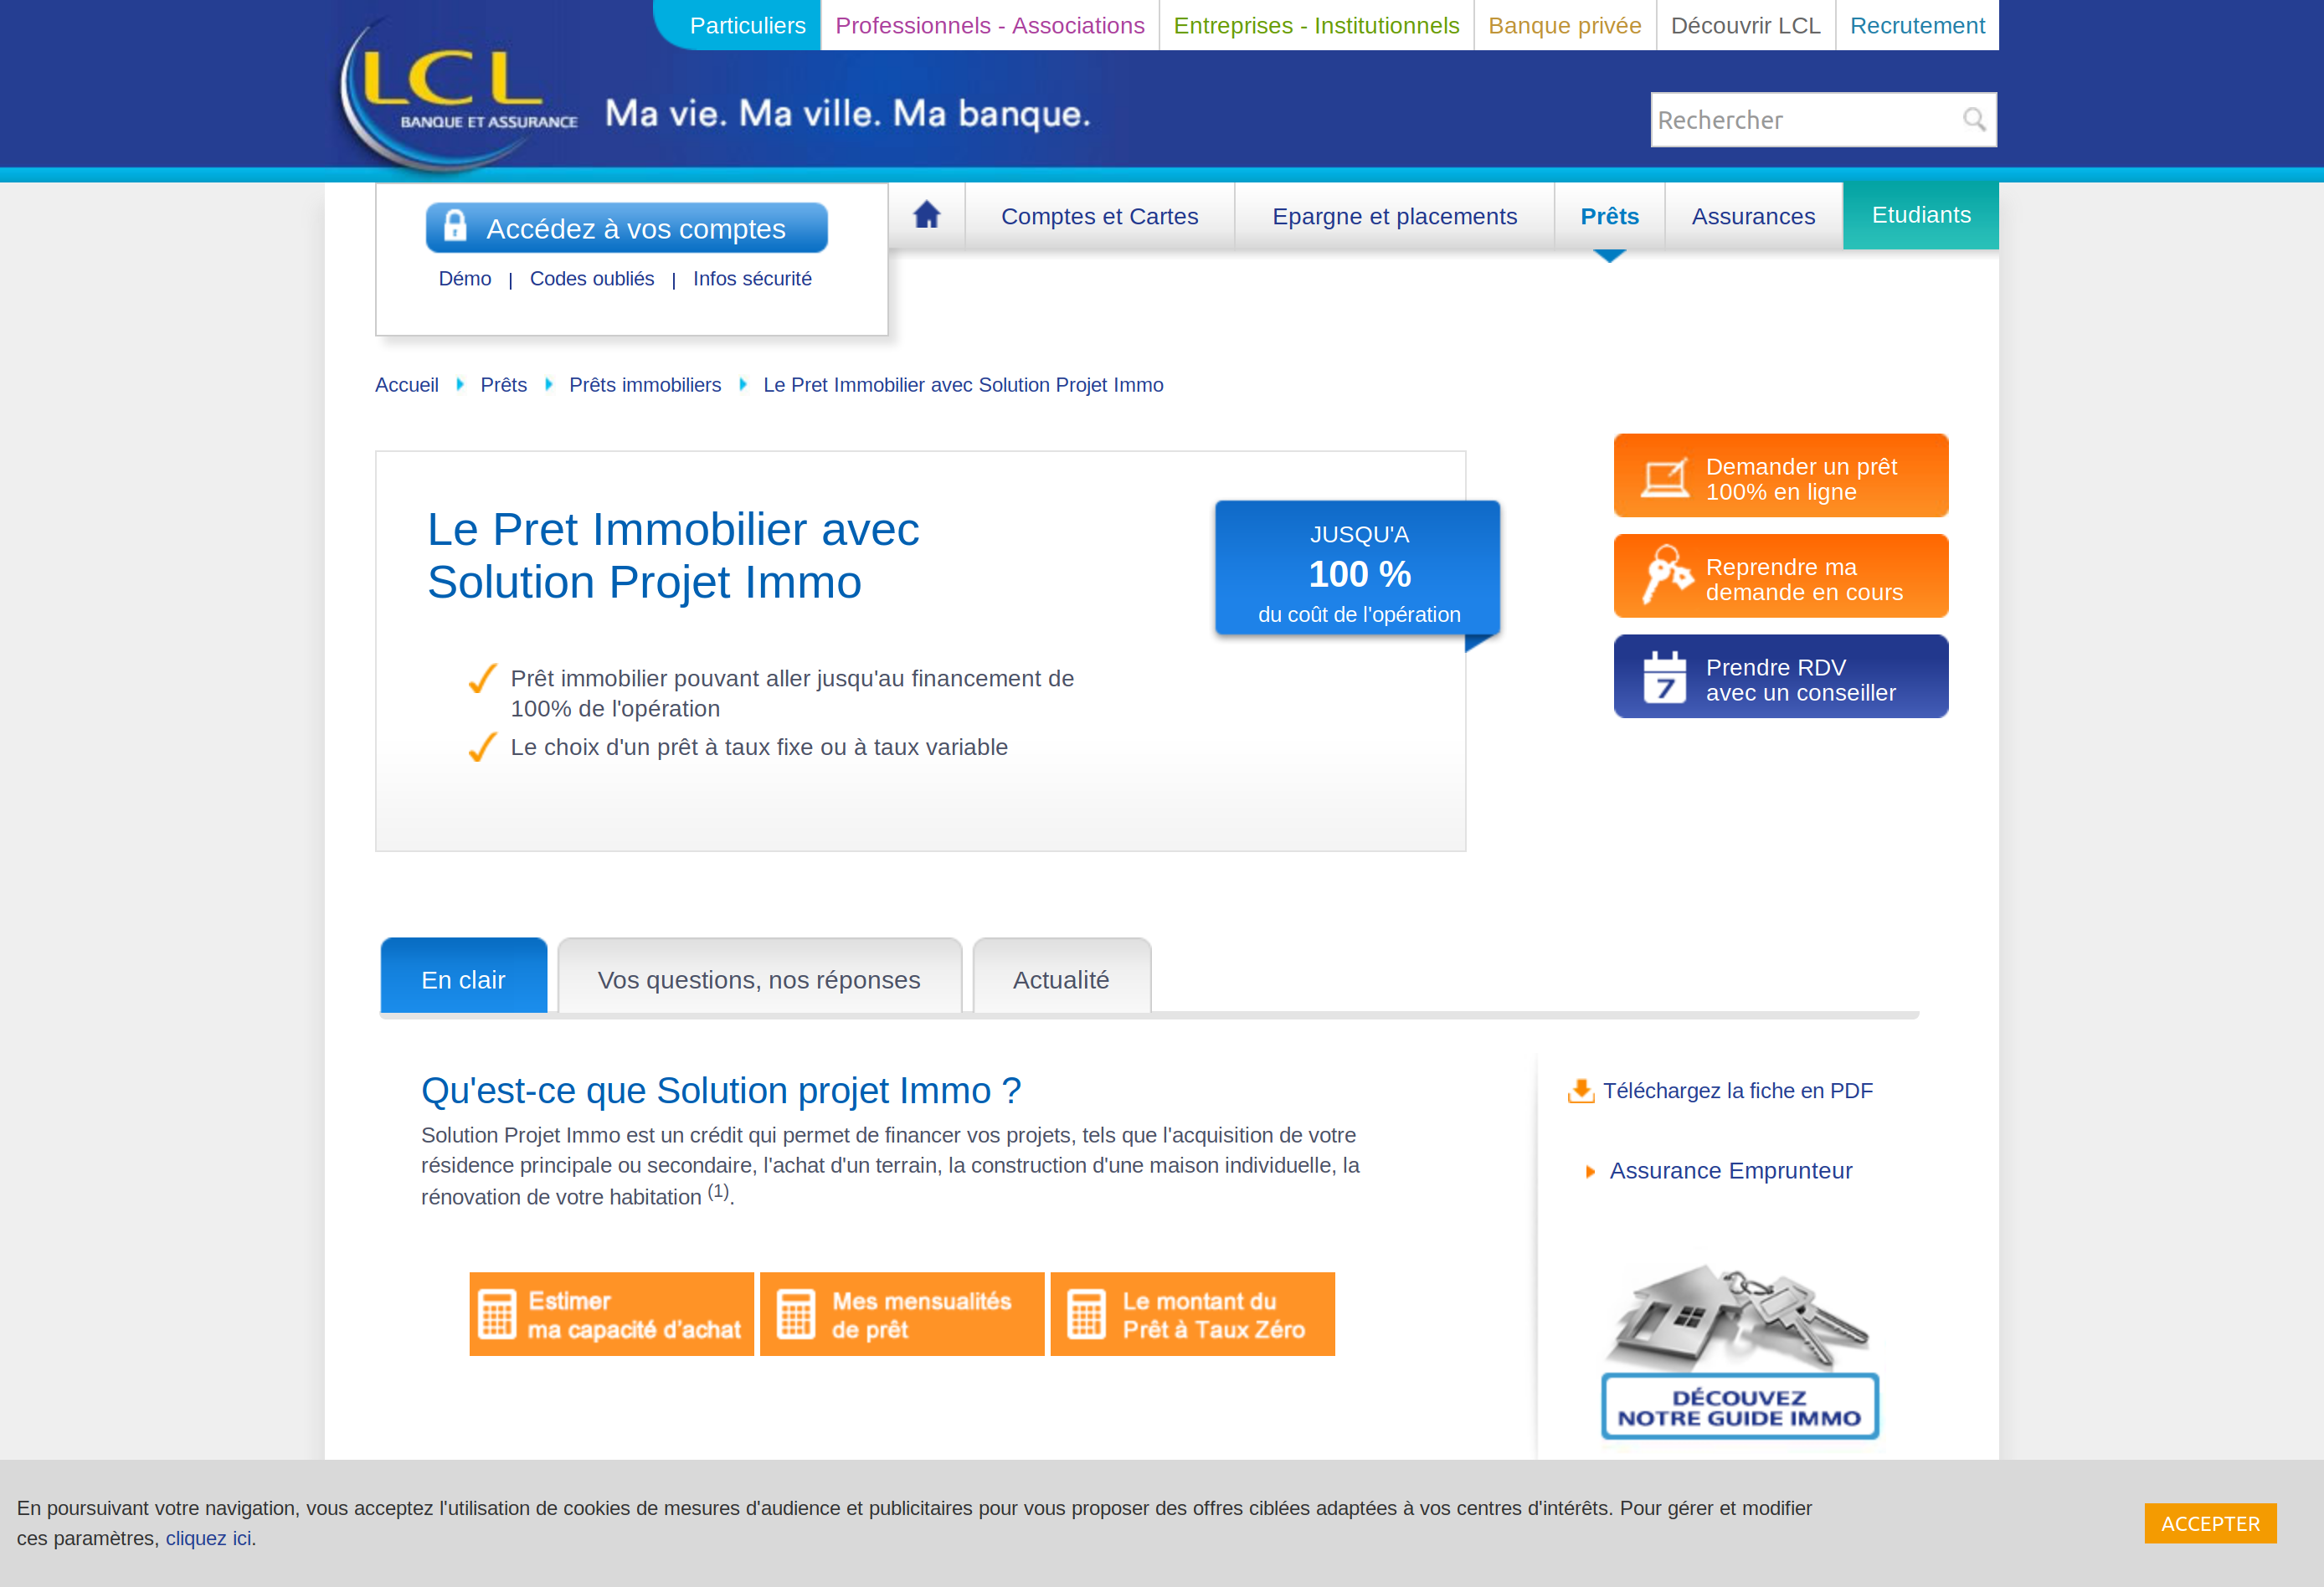 Particuliers
Professionnels - Associations
Entreprises - Institutionnels
Banque privée
Découvrir LCL
Recrutement
LCL
BANQUE ET ASSURANCE
Ma vie. Ma ville. Ma banque.
Rechercher
Accédez à vos comptes
Démo | Codes oubliés | Infos sécurité
Comptes et Cartes
Epargne et placements
Prêts
Assurances
Etudiants
Accueil Prêts Prêts immobiliers Le Pret Immobilier avec Solution Projet Immo
Le Pret Immobilier avec
Solution Projet Immo
JUSQU'A
100 %
du coût de l'opération
Prêt immobilier pouvant aller jusqu'au financement de
100% de l'opération
Le choix d'un prêt à taux fixe ou à taux variable
Demander un prêt
100% en ligne
Reprendre ma
demande en cours
7
Prendre RDV
avec un conseiller
En clair
Vos questions, nos réponses
Actualité
Qu'est-ce que Solution projet Immo ?
Solution Projet Immo est un crédit qui permet de financer vos projets, tels que l'acquisition de votre
résidence principale ou secondaire, l'achat d'un terrain, la construction d'une maison individuelle, la
rénovation de votre habitation (1).
Estimer
ma capacité d'achat
Mes mensualités
de prêt
Le montant du
Prêt à Taux Zéro
Téléchargez la fiche en PDF
Assurance Emprunteur
DÉCOUVEZ
NOTRE GUIDE IMMO
En poursuivant votre navigation, vous acceptez l'utilisation de cookies de mesures d'audience et publicitaires pour vous proposer des offres ciblées adaptées à vos centres d'intérêts. Pour gérer et modifier
ces paramètres, cliquez ici.
ACCEPTER